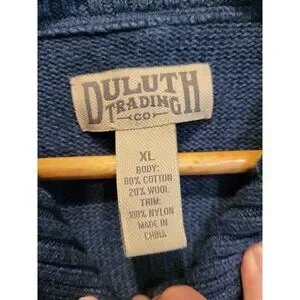 DULUTH
TRADING
CO
XL
BODY:
80% COTTON
20% WOOL
TRIM:
100% NYLON
MADE IN
CHINA